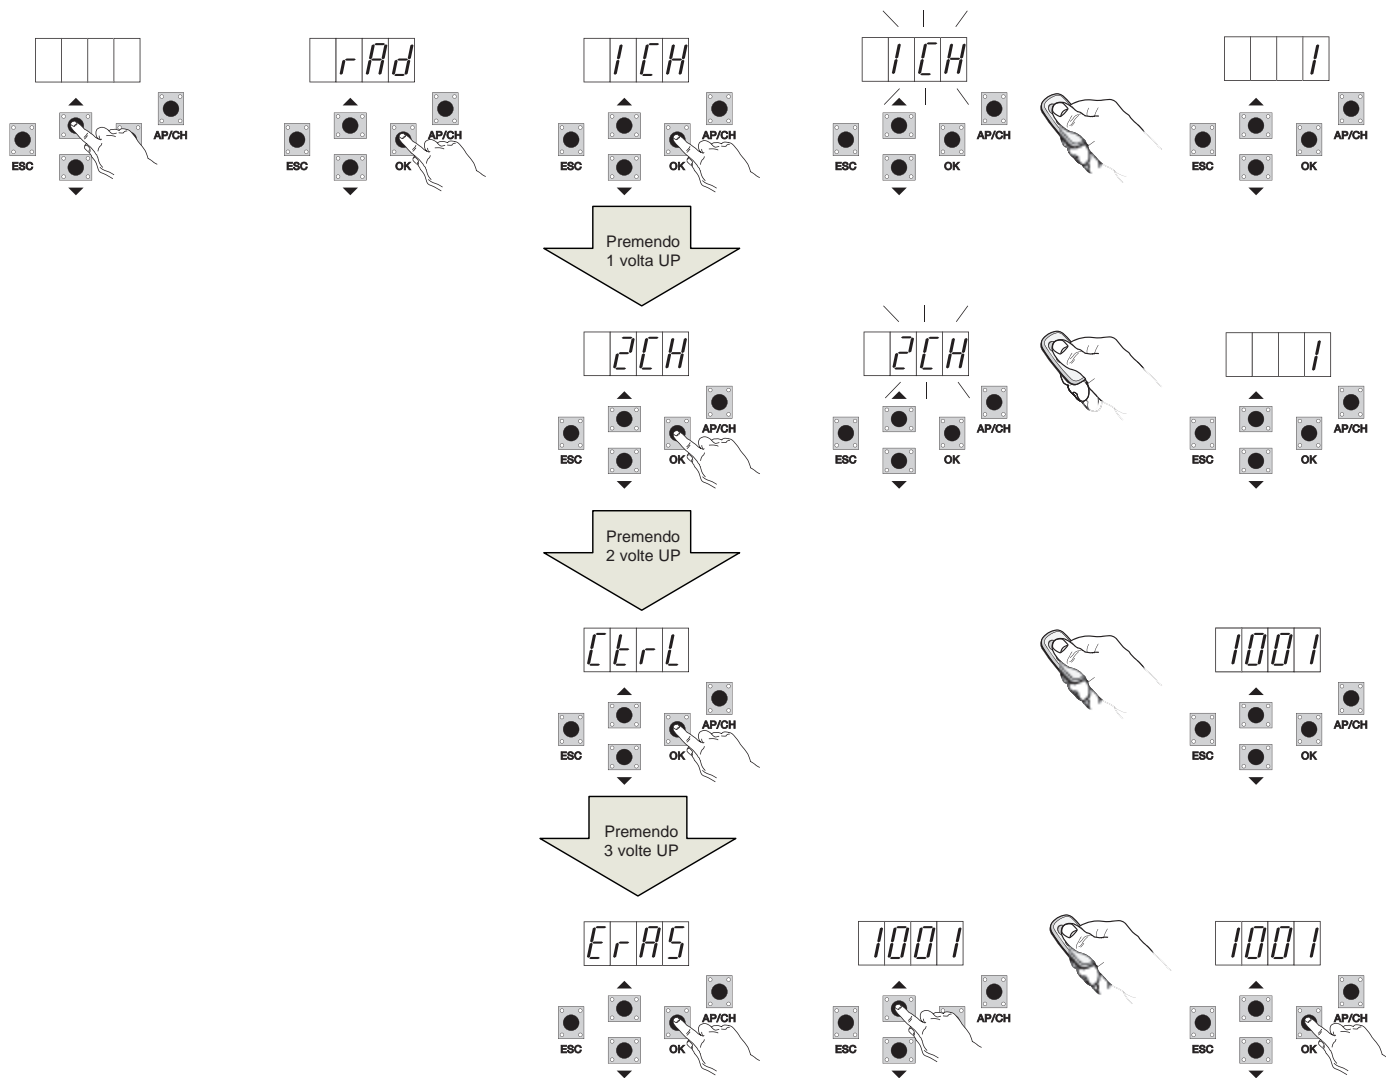 rAd
1CH
1CH
1
AP/CH
ESC
AP/CH
ESC
OK
AP/CH
ESC
OK
AP/CH
ESC
OK
AP/CH
ESC
OK
Premendo
1 volta UP
2CH
2CH
1
AP/CH
ESC
OK
AP/CH
ESC
OK
AP/CH
ESC
OK
Premendo
2 volte UP
CtrL
1001
AP/CH
ESC
OK
AP/CH
ESC
OK
Premendo
3 volte UP
ErAS
1001
1001
AP/CH
ESC
OK
AP/CH
ESC
AP/CH
ESC
OK